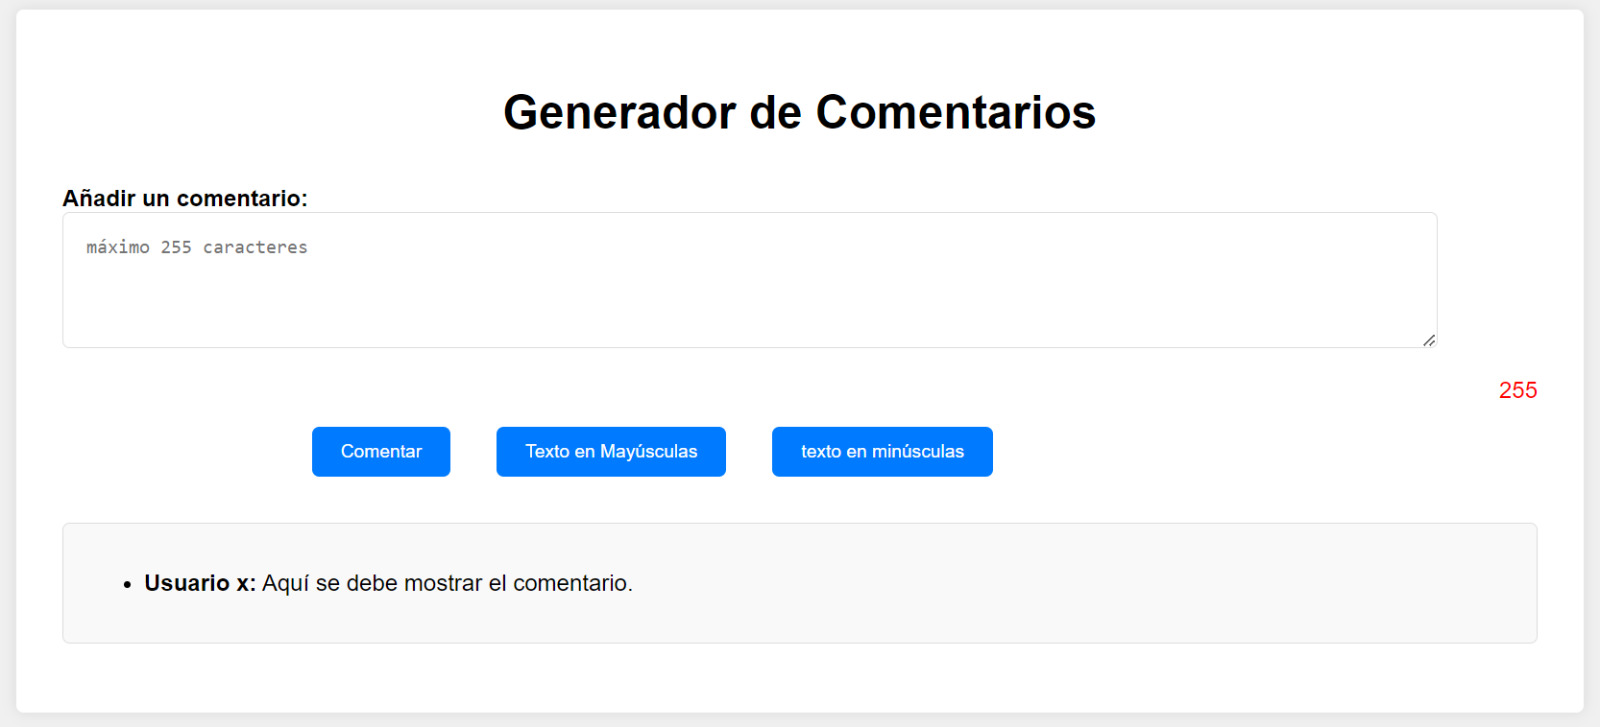 Generador de Comentarios
Añadir un comentario:
máximo 255 caracteres
255
Comentar Texto en Mayúsculas texto en minúsculas
• Usuario x: Aquí se debe mostrar el comentario.